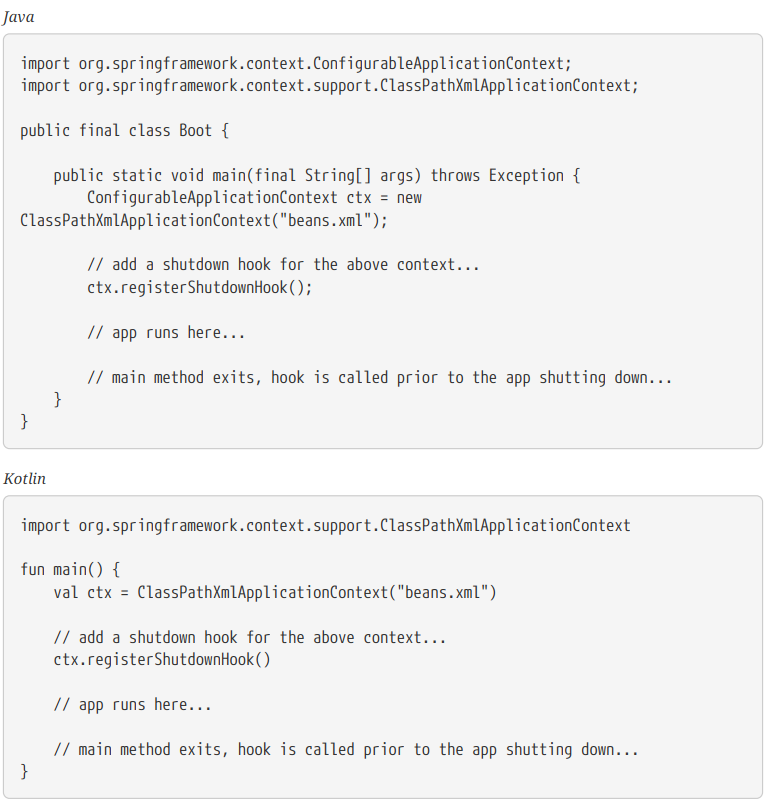 Java
import org.springframework.context.ConfigurableApplicationContext;
import org.springframework.context.support.ClassPathXmlApplicationContext;
public final class Boot {
    public static void main(final String[] args) throws Exception {
        ConfigurableApplicationContext ctx = new
ClassPathXmlApplicationContext("beans.xml");
        // add a shutdown hook for the above context...
        ctx.registerShutdownHook();
        // app runs here...
        // main method exits, hook is called prior to the app shutting down...
    }
}
Kotlin
import org.springframework.context.support.ClassPathXmlApplicationContext
fun main() {
    val ctx = ClassPathXmlApplicationContext("beans.xml")
    // add a shutdown hook for the above context...
    ctx.registerShutdownHook()
    // app runs here...
    // main method exits, hook is called prior to the app shutting down...
}